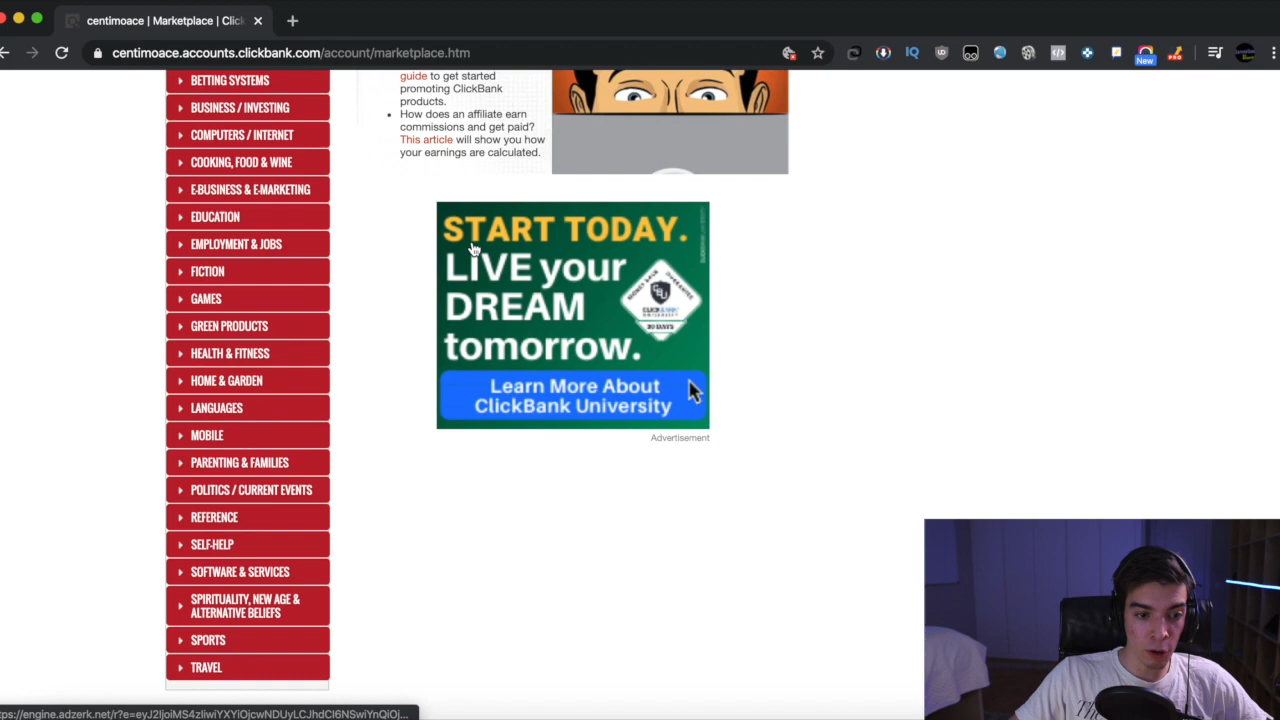 centimoace | Marketplace | Click
centimoace.accounts.clickbank.com/account/marketplace.htm
New
BETTING SYSTEMS
BUSINESS / INVESTING
COMPUTERS / INTERNET
COOKING, FOOD & WINE
E-BUSINESS & E-MARKETING
EDUCATION
EMPLOYMENT & JOBS
FICTION
GAMES
GREEN PRODUCTS
HEALTH & FITNESS
HOME & GARDEN
LANGUAGES
MOBILE
PARENTING & FAMILIES
POLITICS / CURRENT EVENTS
REFERENCE
SELF-HELP
SOFTWARE & SERVICES
SPIRITUALITY, NEW AGE &
ALTERNATIVE BELIEFS
SPORTS
TRAVEL
guide to get started
promoting ClickBank
products.
How does an affiliate earn
commissions and get paid?
This article will show you how
your earnings are calculated.
START TODAY.
LIVE your
DREAM
tomorrow.
30 DAYS
Learn More About
ClickBank University
Advertisement